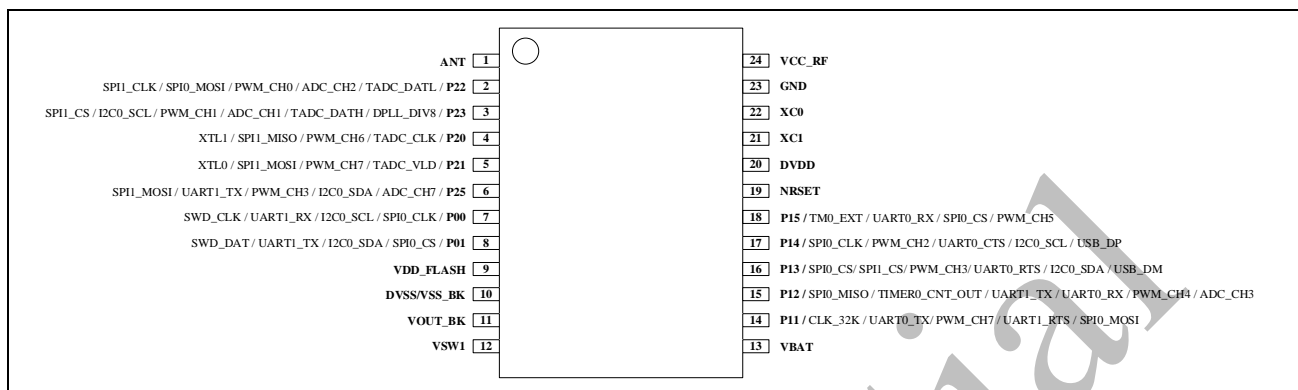 ANT 1
24 VCC_RF
SPI1_CLK / SPI0_MOSI / PWM_CH0 / ADC_CH2 / TADC_DATL / P22 2
23 GND
SPI1_CS / I2C0_SCL / PWM_CH1 / ADC_CH1 / TADC_DATH / DPLL_DIV8 / P23 3
22 XC0
XTL1 / SPI1_MISO / PWM_CH6 / TADC_CLK / P20 4
21 XC1
XTL0 / SPI1_MOSI / PWM_CH7 / TADC_VLD / P21 5
20 DVDD
SPI1_MOSI / UART1_TX / PWM_CH3 / I2C0_SDA / ADC_CH7 / P25 6
19 NRSET
SWD_CLK / UART1_RX / I2C0_SCL / SPI0_CLK / P00 7
18 P15 / TM0_EXT / UART0_RX / SPI0_CS / PWM_CH5
SWD_DAT / UART1_TX / I2C0_SDA / SPI0_CS / P01 8
17 P14 / SPI0_CLK / PWM_CH2 / UART0_CTS / I2C0_SCL / USB_DP
VDD_FLASH 9
16 P13 / SPI0_CS/ SPI1_CS/ PWM_CH3/ UART0_RTS / I2C0_SDA / USB_DM
DVSS/VSS_BK 10
15 P12 / SPI0_MISO / TIMER0_CNT_OUT / UART1_TX / UART0_RX / PWM_CH4 / ADC_CH3
VOUT_BK 11
14 P11 / CLK_32K / UART0_TX/ PWM_CH7 / UART1_RTS / SPI0_MOSI
VSW1 12
13 VBAT